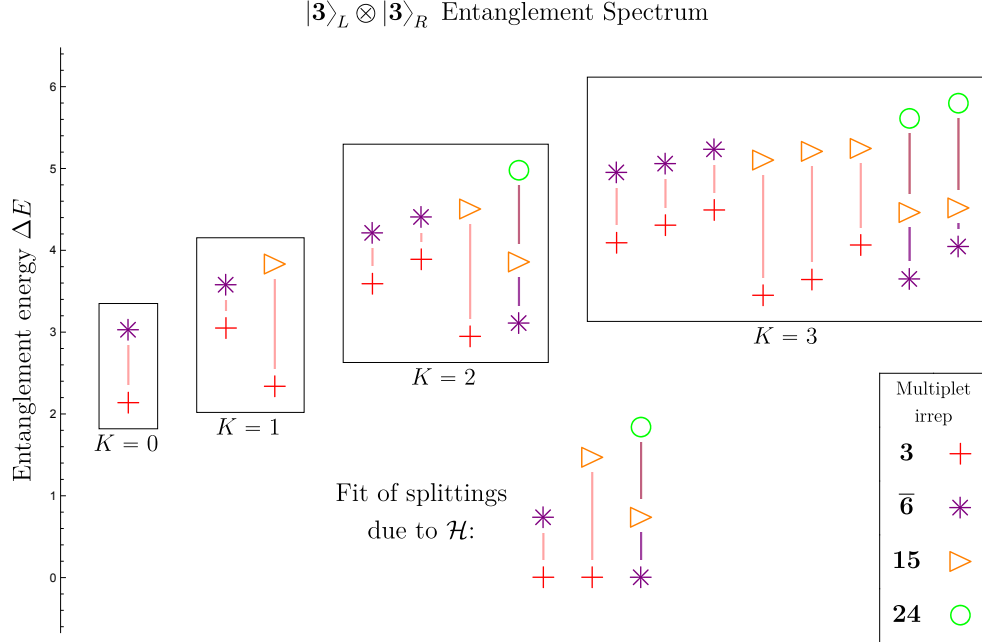 |3⟩_L ⊗ |3⟩_R Entanglement Spectrum
Entanglement energy ΔE
6
5
4
3
2
1
0
K = 0
K = 1
K = 2
K = 3
Fit of splittings
due to ℋ:
Multiplet
irrep
3
6̅
15
24